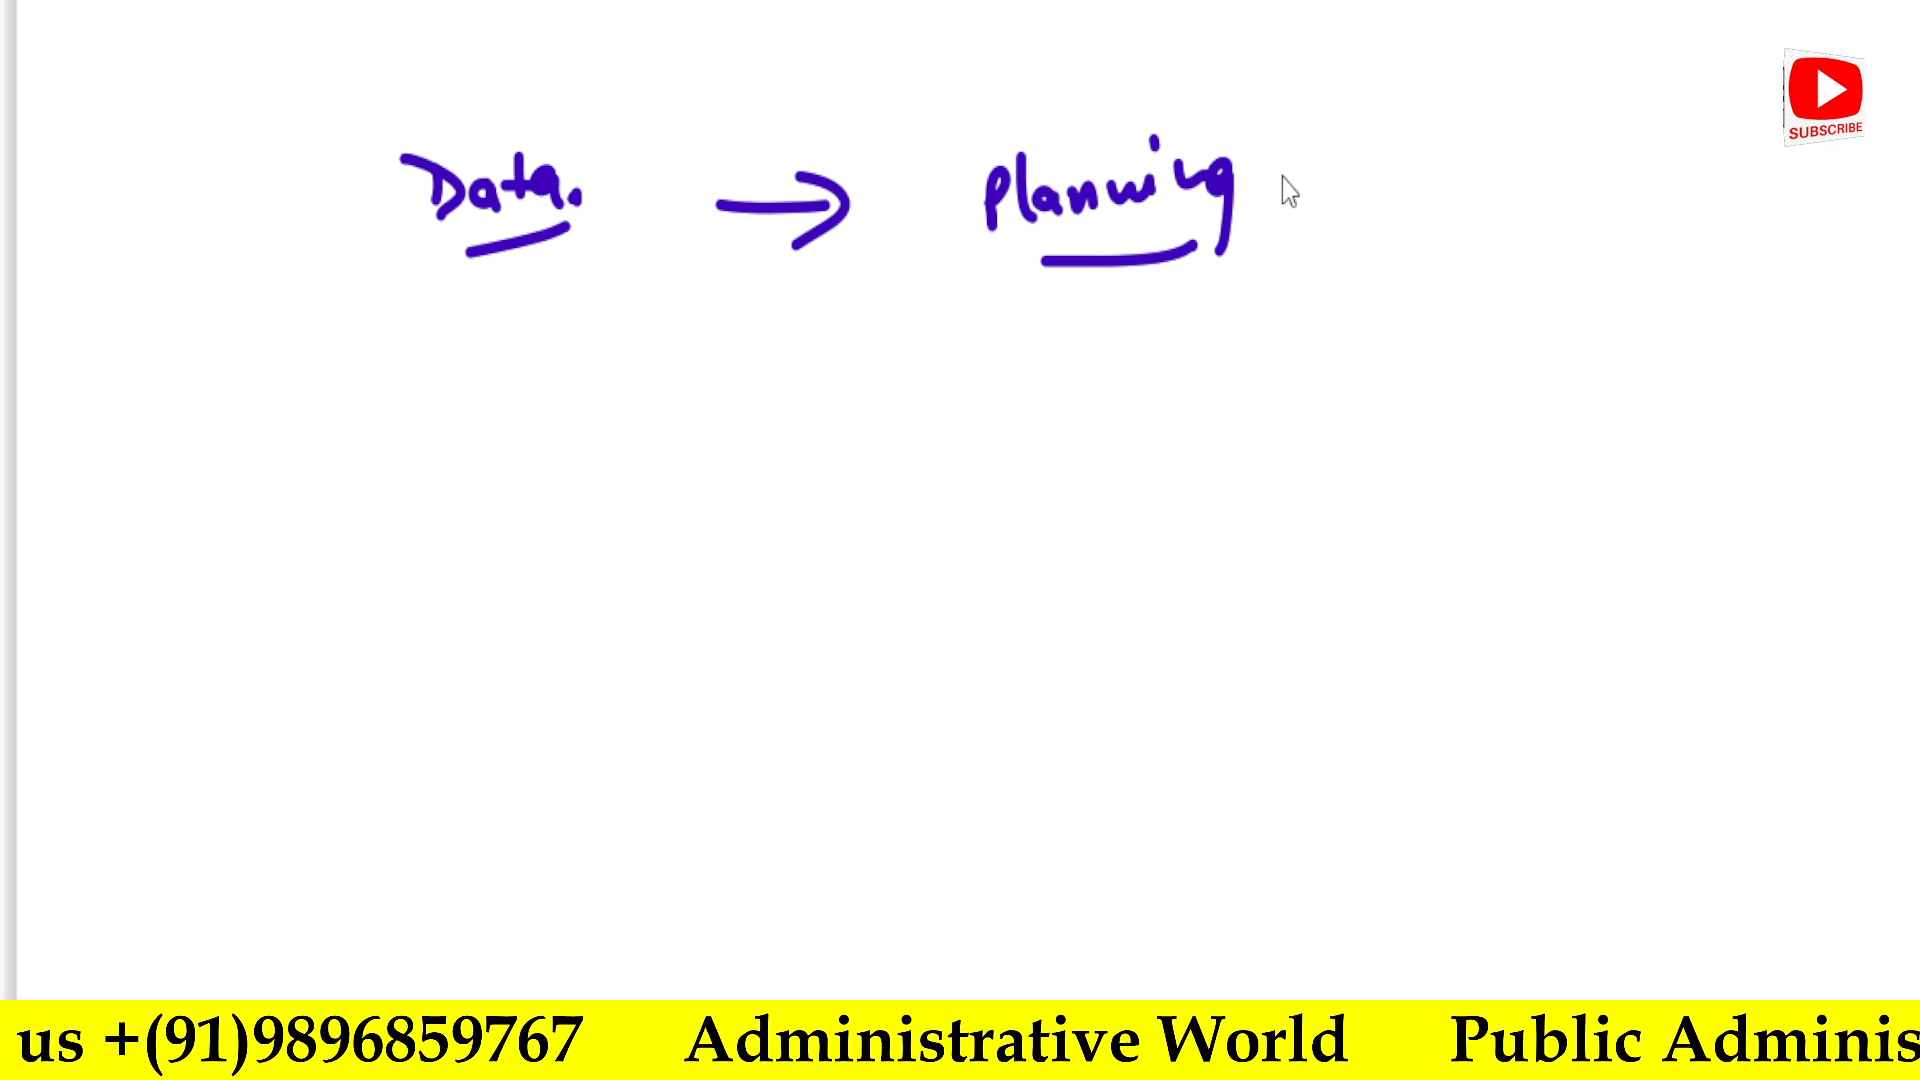 SUBSCRIBE
Data. → Planning
us +(91)9896859767 Administrative World Public Adminis